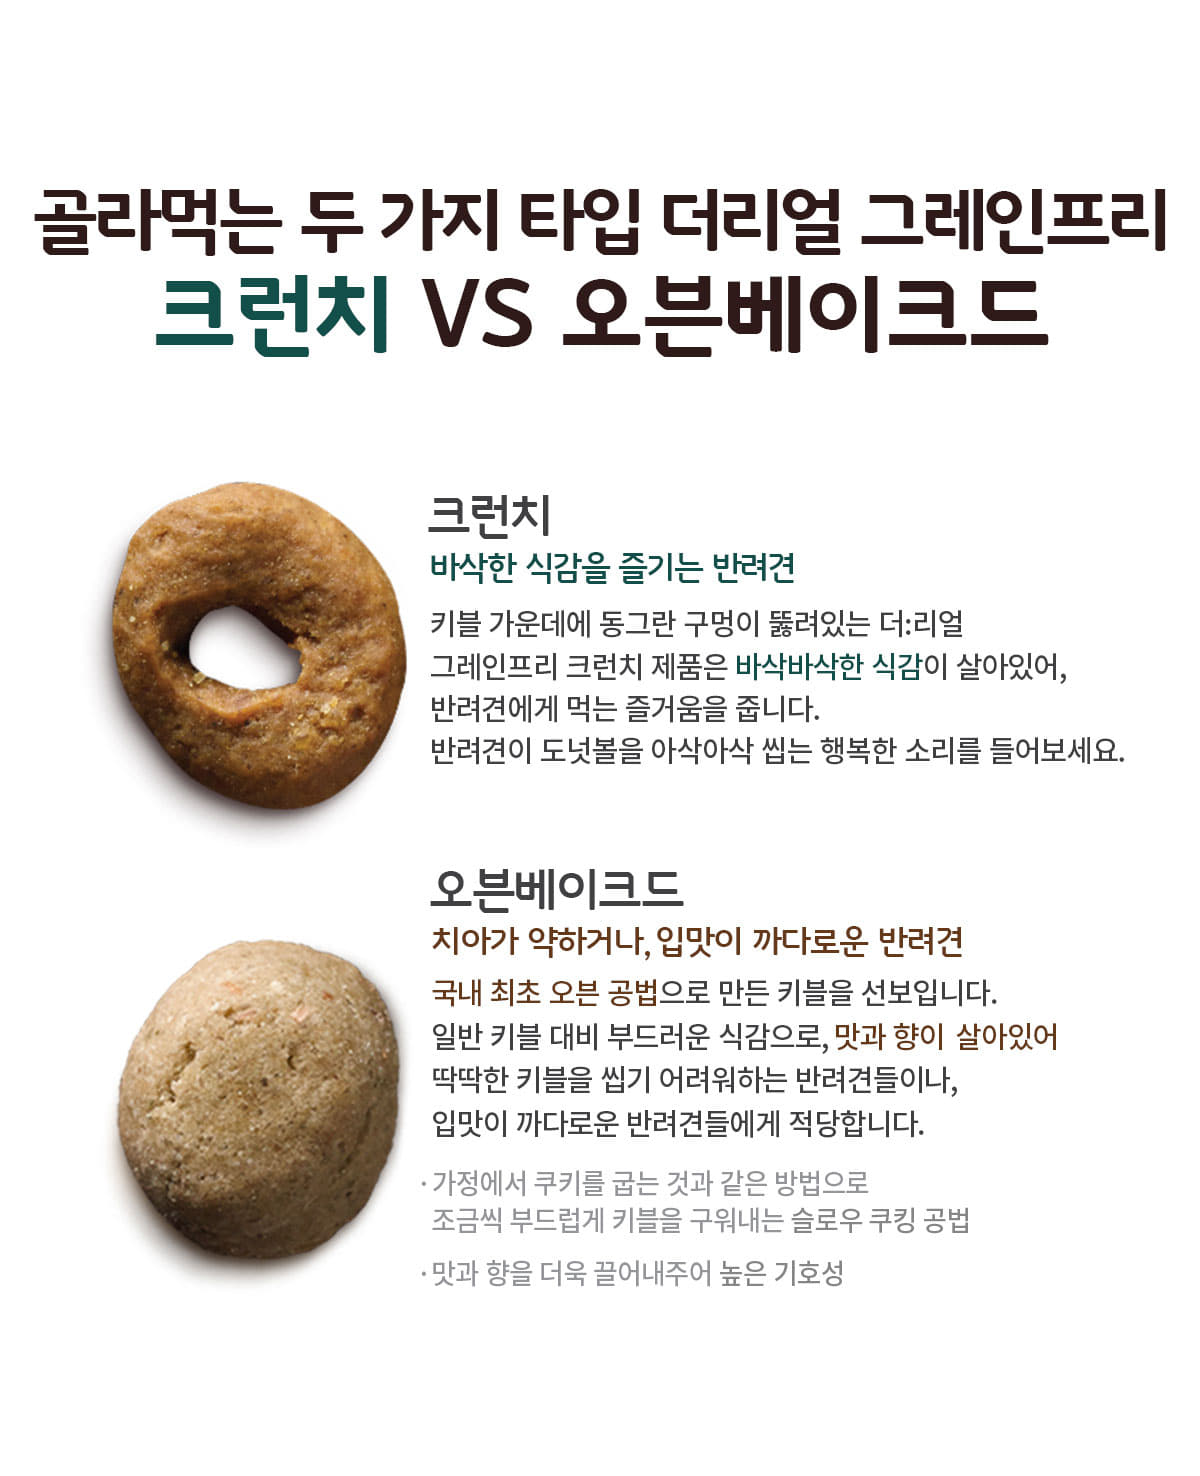 골라먹는 두 가지 타입 더리얼 그레인프리
크런치 VS 오븐베이크드
크런치
바삭한 식감을 즐기는 반려견
키블 가운데에 동그란 구멍이 뚫려있는 더:리얼
그레인프리 크런치 제품은 바삭바삭한 식감이 살아있어,
반려견에게 먹는 즐거움을 줍니다.
반려견이 도넛볼을 아삭아삭 씹는 행복한 소리를 들어보세요.
오븐베이크드
치아가 약하거나, 입맛이 까다로운 반려견
국내 최초 오븐 공법으로 만든 키블을 선보입니다.
일반 키블 대비 부드러운 식감으로, 맛과 향이 살아있어
딱딱한 키블을 씹기 어려워하는 반려견들이나,
입맛이 까다로운 반려견들에게 적당합니다.
· 가정에서 쿠키를 굽는 것과 같은 방법으로
조금씩 부드럽게 키블을 구워내는 슬로우 쿠킹 공법
· 맛과 향을 더욱 끌어내주어 높은 기호성